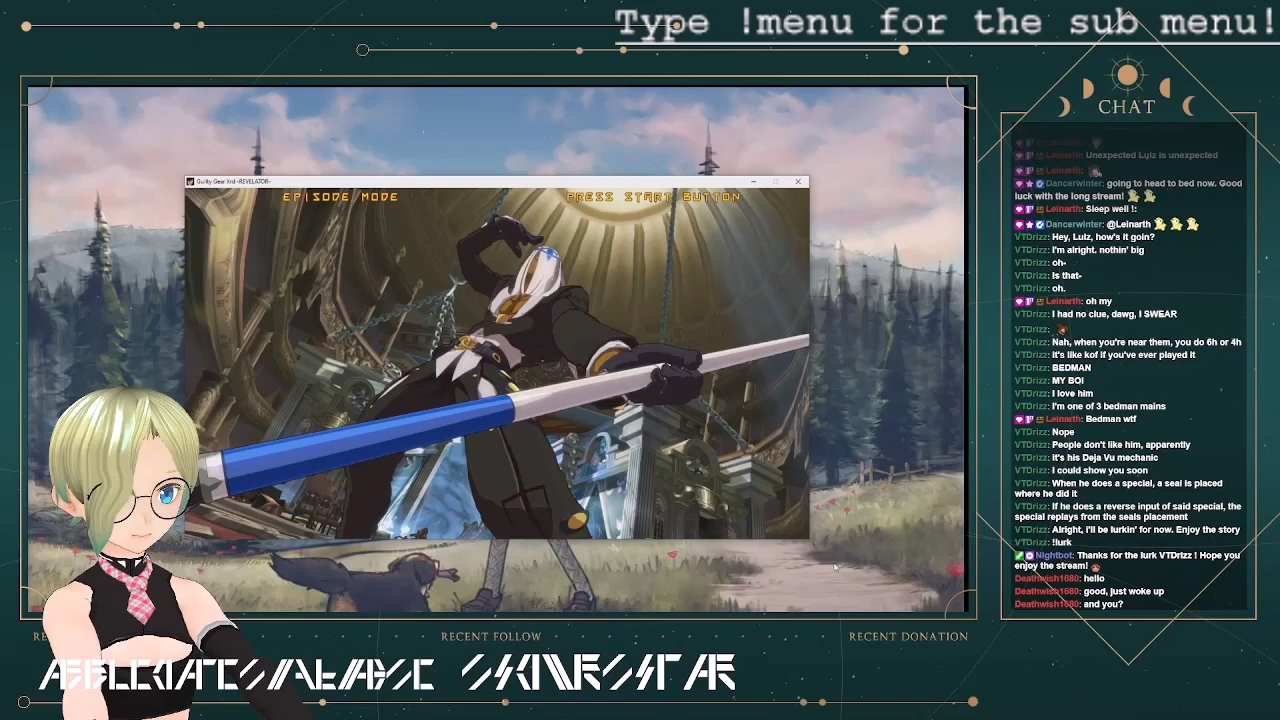 Type !menu for the sub menu!
CHAT
Guilty Gear Xrd -REVELATOR-
EPISODE MODE
PRESS START BUTTON
Leinarth: Unexpected Lulz is unexpected
Leinarth:
Dancerwinter: going to head to bed now. Good
luck with the long stream!
Leinarth: Sleep well !:
Dancerwinter: @Leinarth
VTDrizz: Hey, Lulz, how's it goin?
VTDrizz: I'm alright. nothin' big
VTDrizz: oh-
VTDrizz: Is that-
VTDrizz: oh.
Leinarth: oh my
VTDrizz: I had no clue, dawg, I SWEAR
VTDrizz:
VTDrizz: Nah, when you're near them, you do 6h or 4h
VTDrizz: It's like kof if you've ever played it
VTDrizz: BEDMAN
VTDrizz: MY BOI
VTDrizz: I love him
VTDrizz: I'm one of 3 bedman mains
Leinarth: Bedman wtf
VTDrizz: Nope
VTDrizz: People don't like him, apparently
VTDrizz: it's his Deja Vu mechanic
VTDrizz: I could show you soon
VTDrizz: When he does a special, a seal is placed
where he did it
VTDrizz: If he does a reverse input of said special, the
special replays from the seals placement
VTDrizz: Alright, I'll be lurkin' for now. Enjoy the story
VTDrizz: !lurk
Nightbot: Thanks for the lurk VTDrizz ! Hope you
enjoy the stream!
Deathwish1680: hello
Deathwish1680: good, just woke up
Deathwish1680: and you?
RE
RECENT FOLLOW
RECENT DONATION